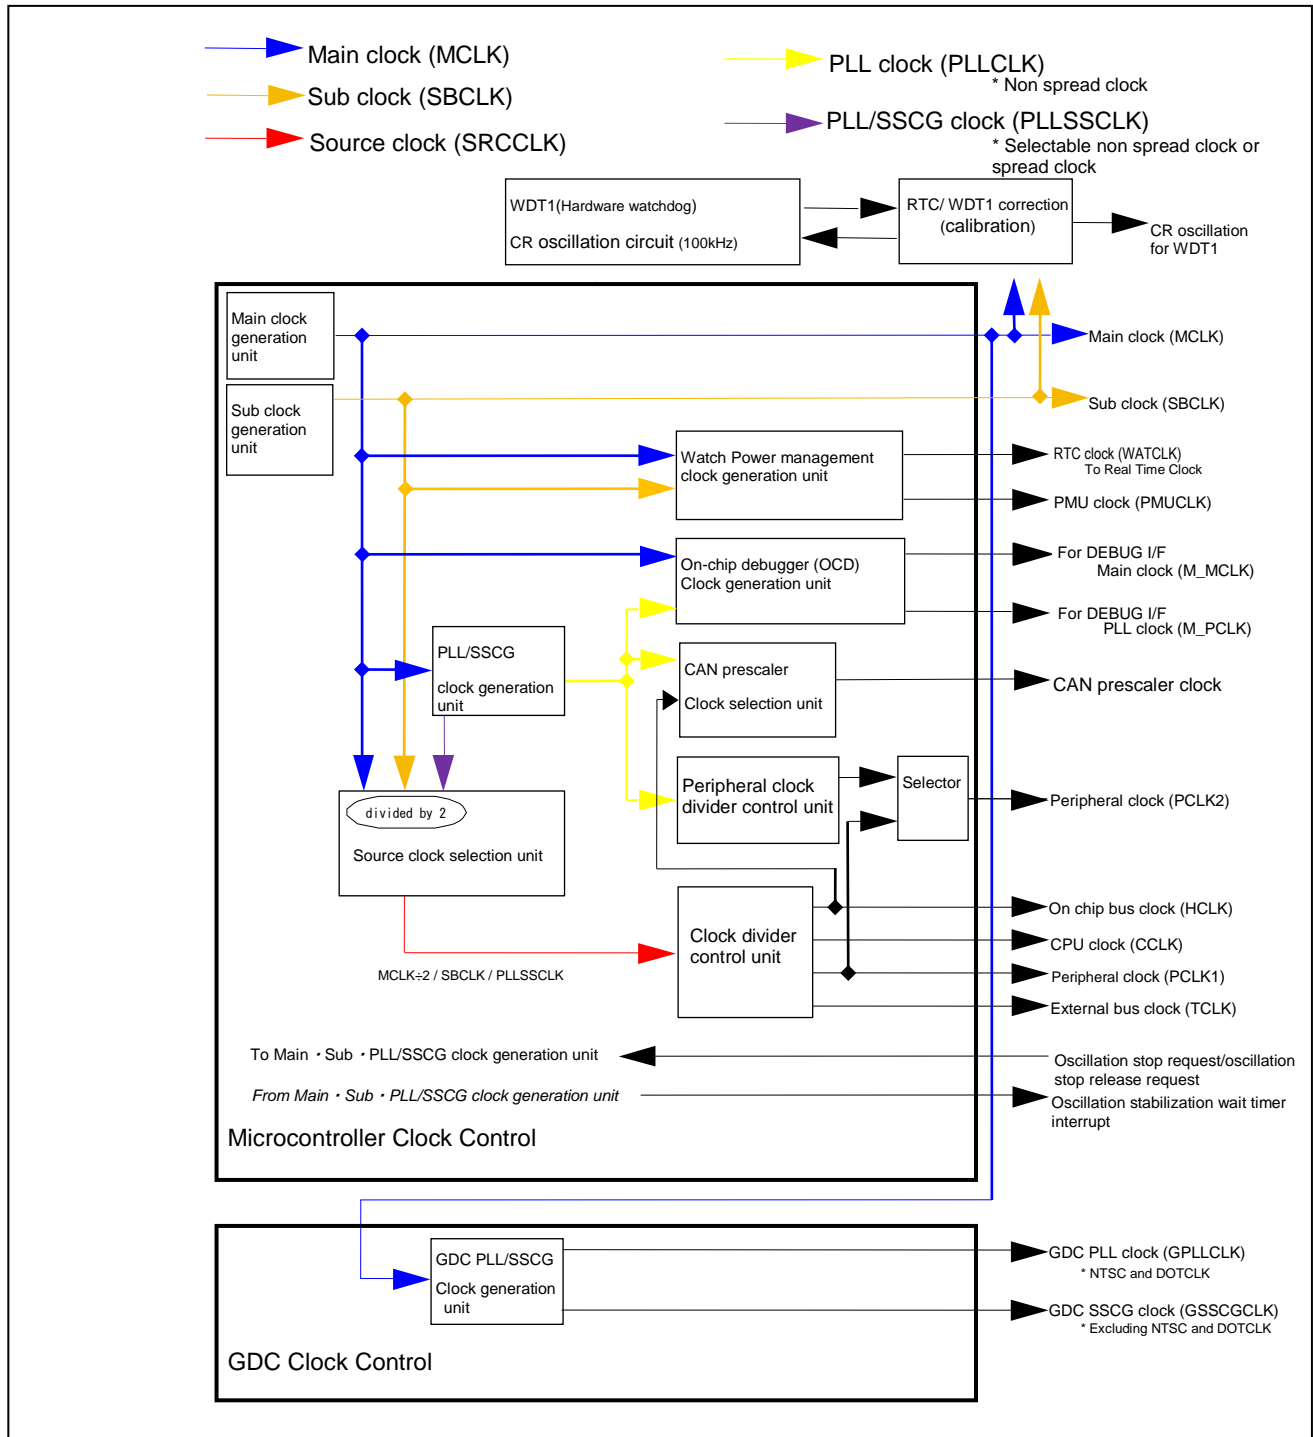 Main clock (MCLK)
Sub clock (SBCLK)
Source clock (SRCCLK)
PLL clock (PLLCLK)
* Non spread clock
PLL/SSCG clock (PLLSSCLK)
* Selectable non spread clock or
spread clock
WDT1(Hardware watchdog)
CR oscillation circuit (100kHz)
RTC/ WDT1 correction
(calibration)
CR oscillation
for WDT1
Main clock
generation
unit
Main clock (MCLK)
Sub clock
generation
unit
Sub clock (SBCLK)
Watch Power management
clock generation unit
RTC clock (WATCLK)
To Real Time Clock
PMU clock (PMUCLK)
On-chip debugger (OCD)
Clock generation unit
For DEBUG I/F
Main clock (M_MCLK)
For DEBUG I/F
PLL clock (M_PCLK)
PLL/SSCG
clock generation
unit
CAN prescaler
Clock selection unit
CAN prescaler clock
Peripheral clock
divider control unit
Selector
Peripheral clock (PCLK2)
divided by 2
Source clock selection unit
MCLK÷2 / SBCLK / PLLSSCLK
Clock divider
control unit
On chip bus clock (HCLK)
CPU clock (CCLK)
Peripheral clock (PCLK1)
External bus clock (TCLK)
To Main・Sub・PLL/SSCG clock generation unit
Oscillation stop request/oscillation
stop release request
From Main・Sub・PLL/SSCG clock generation unit
Oscillation stabilization wait timer
interrupt
Microcontroller Clock Control
GDC PLL/SSCG
Clock generation
unit
GDC PLL clock (GPLLCLK)
* NTSC and DOTCLK
GDC SSCG clock (GSSCGCLK)
* Excluding NTSC and DOTCLK
GDC Clock Control